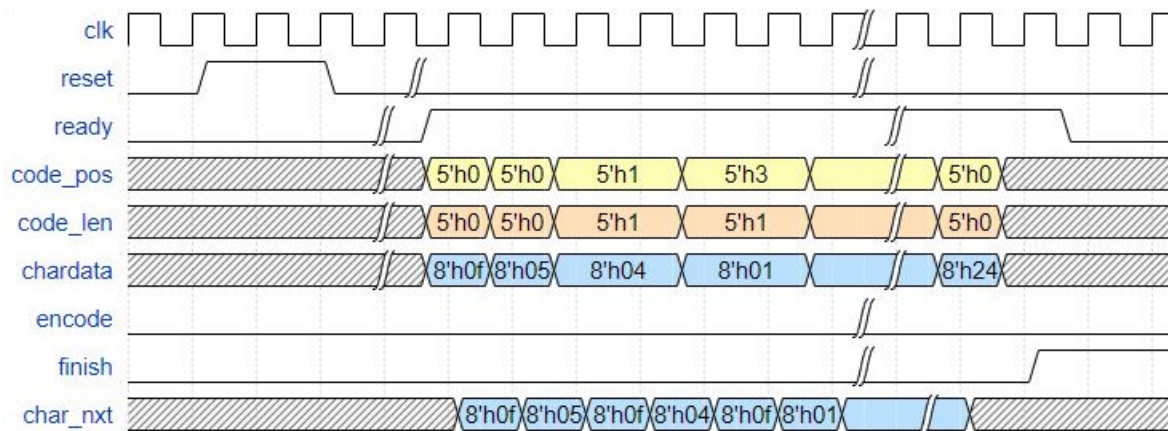 clk
reset
ready
code_pos 5'h0 5'h0 5'h1 5'h3 5'h0
code_len 5'h0 5'h0 5'h1 5'h1 5'h0
chardata 8'h0f 8'h05 8'h04 8'h01 8'h24
encode
finish
char_nxt 8'h0f 8'h05 8'h0f 8'h04 8'h0f 8'h01